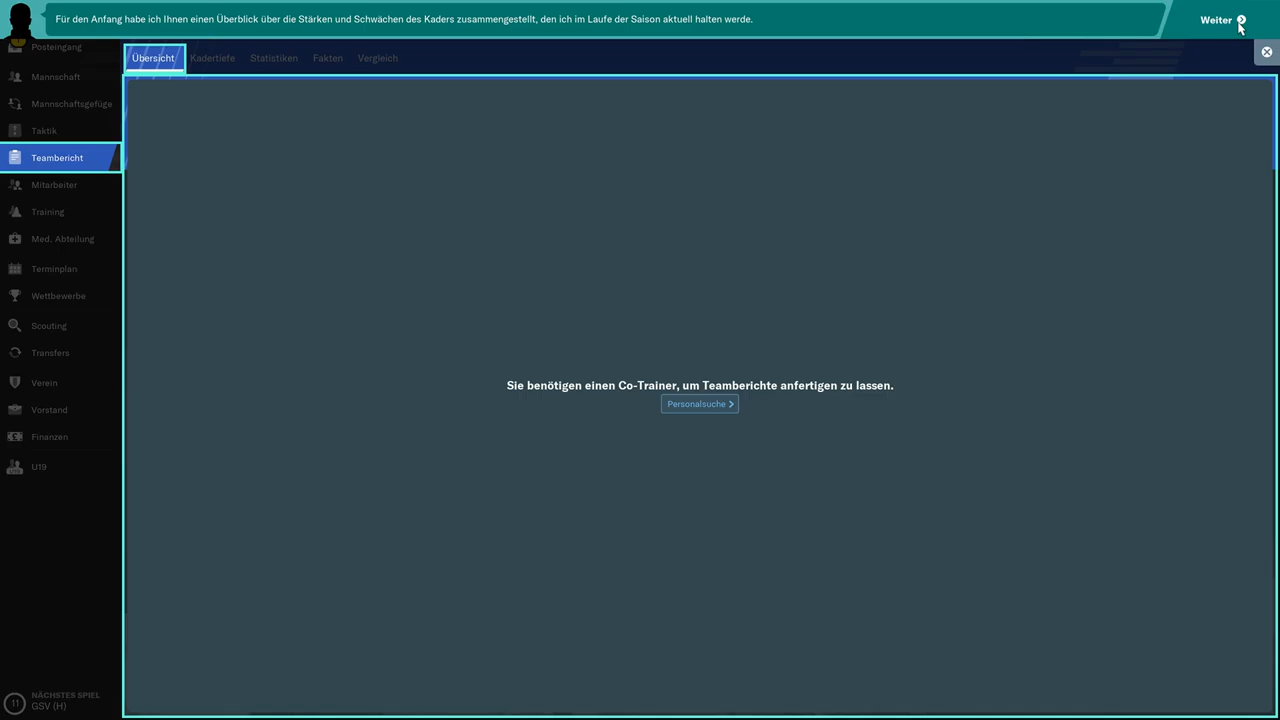 Für den Anfang habe ich Ihnen einen Überblick über die Stärken und Schwächen des Kaders zusammengestellt, den ich im Laufe der Saison aktuell halten werde.
Weiter
Posteingang
Übersicht
Kadertiefe
Statistiken
Fakten
Vergleich
Mannschaft
Mannschaftsgefüge
Taktik
Teambericht
Mitarbeiter
Training
Med. Abteilung
Terminplan
Wettbewerbe
Scouting
Transfers
Verein
Vorstand
Finanzen
U19
Sie benötigen einen Co-Trainer, um Teamberichte anfertigen zu lassen.
Personalsuche
11
NÄCHSTES SPIEL
GSV (H)